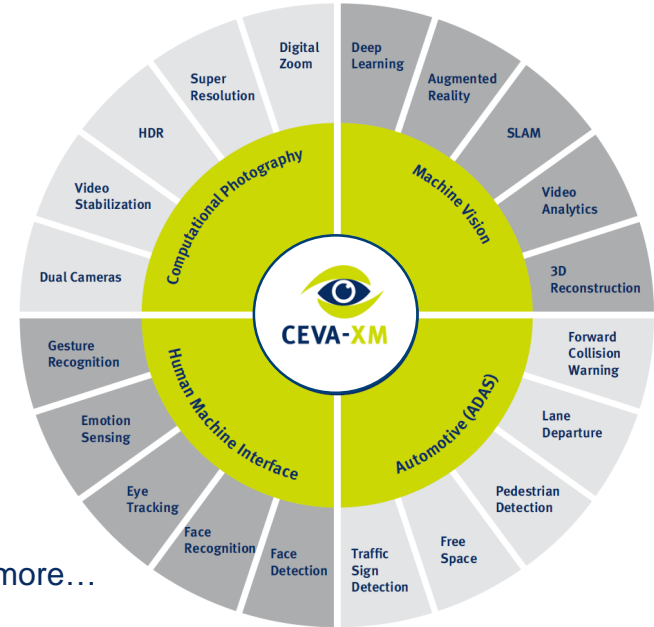 Digital
Zoom
Deep
Learning
Super
Resolution
Augmented
Reality
HDR
SLAM
Computational Photography
Machine Vision
Video
Stabilization
Video
Analytics
Dual Cameras
3D
Reconstruction
CEVA-XM
Gesture
Recognition
Forward
Collision
Warning
Human Machine Interface
Automotive (ADAS)
Emotion
Sensing
Lane
Departure
Eye
Tracking
Pedestrian
Detection
Face
Recognition
Free
Space
Face
Detection
Traffic
Sign
Detection
more…